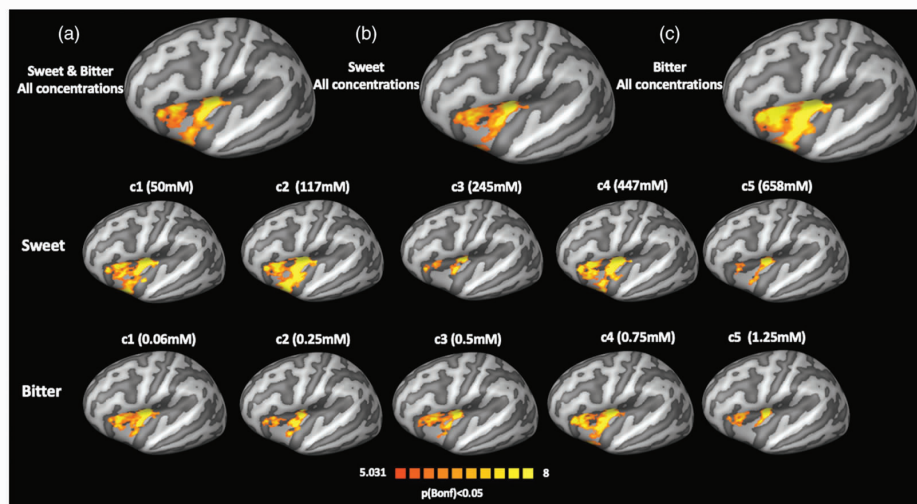 (a)
(b)
(c)
Sweet & Bitter
All concentrations
Sweet
All concentrations
Bitter
All concentrations
c1 (50mM)
c2 (117mM)
c3 (245mM)
c4 (447mM)
c5 (658mM)
Sweet
c1 (0.06mM)
c2 (0.25mM)
c3 (0.5mM)
c4 (0.75mM)
c5 (1.25mM)
Bitter
5.031
8
p(Bonf)<0.05